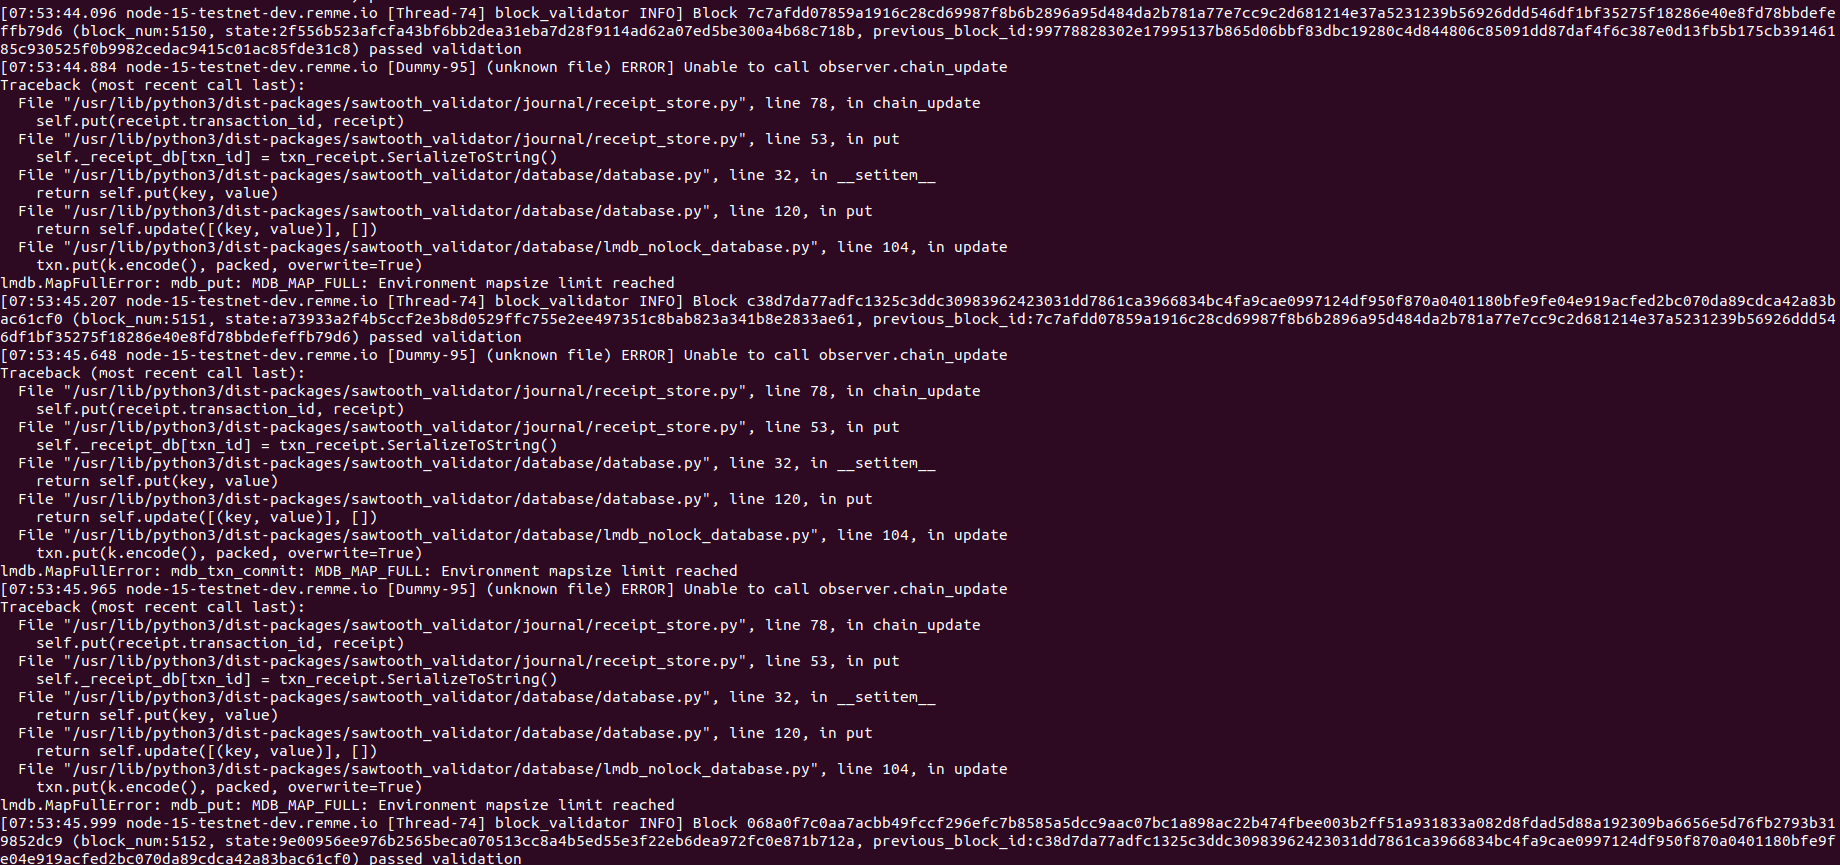 [07:53:44.096 node-15-testnet-dev.remme.io [Thread-74] block_validator INFO] Block 7c7afdd07859a1916c28cd69987f8b6b2896a95d484da2b781a77e7cc9c2d681214e37a5231239b56926ddd546df1bf35275f18286e40e8fd78bbdefe
ffb79d6 (block_num:5150, state:2f556b523afcfa43bf6bb2dea31eba7d28f9114ad62a07ed5be300a4b68c718b, previous_block_id:99778828302e17995137b865d06bbf83dbc19280c4d844806c85091dd87daf4f6c387e0d13fb5b175cb391461
85c930525f0b9982cedac9415c01ac85fde31c8) passed validation
[07:53:44.884 node-15-testnet-dev.remme.io [Dummy-95] (unknown file) ERROR] Unable to call observer.chain_update
Traceback (most recent call last):
  File "/usr/lib/python3/dist-packages/sawtooth_validator/journal/receipt_store.py", line 78, in chain_update
    self.put(receipt.transaction_id, receipt)
  File "/usr/lib/python3/dist-packages/sawtooth_validator/journal/receipt_store.py", line 53, in put
    self._receipt_db[txn_id] = txn_receipt.SerializeToString()
  File "/usr/lib/python3/dist-packages/sawtooth_validator/database/database.py", line 32, in __setitem__
    return self.put(key, value)
  File "/usr/lib/python3/dist-packages/sawtooth_validator/database/database.py", line 120, in put
    return self.update([(key, value)], [])
  File "/usr/lib/python3/dist-packages/sawtooth_validator/database/lmdb_nolock_database.py", line 104, in update
    txn.put(k.encode(), packed, overwrite=True)
lmdb.MapFullError: mdb_put: MDB_MAP_FULL: Environment mapsize limit reached
[07:53:45.207 node-15-testnet-dev.remme.io [Thread-74] block_validator INFO] Block c38d7da77adfc1325c3ddc30983962423031dd7861ca3966834bc4fa9cae0997124df950f870a0401180bfe9fe04e919acfed2bc070da89cdca42a83b
ac61cf0 (block_num:5151, state:a73933a2f4b5ccf2e3b8d0529ffc755e2ee497351c8bab823a341b8e2833ae61, previous_block_id:7c7afdd07859a1916c28cd69987f8b6b2896a95d484da2b781a77e7cc9c2d681214e37a5231239b56926ddd54
6df1bf35275f18286e40e8fd78bbdefeffb79d6) passed validation
[07:53:45.648 node-15-testnet-dev.remme.io [Dummy-95] (unknown file) ERROR] Unable to call observer.chain_update
Traceback (most recent call last):
  File "/usr/lib/python3/dist-packages/sawtooth_validator/journal/receipt_store.py", line 78, in chain_update
    self.put(receipt.transaction_id, receipt)
  File "/usr/lib/python3/dist-packages/sawtooth_validator/journal/receipt_store.py", line 53, in put
    self._receipt_db[txn_id] = txn_receipt.SerializeToString()
  File "/usr/lib/python3/dist-packages/sawtooth_validator/database/database.py", line 32, in __setitem__
    return self.put(key, value)
  File "/usr/lib/python3/dist-packages/sawtooth_validator/database/database.py", line 120, in put
    return self.update([(key, value)], [])
  File "/usr/lib/python3/dist-packages/sawtooth_validator/database/lmdb_nolock_database.py", line 104, in update
    txn.put(k.encode(), packed, overwrite=True)
lmdb.MapFullError: mdb_txn_commit: MDB_MAP_FULL: Environment mapsize limit reached
[07:53:45.965 node-15-testnet-dev.remme.io [Dummy-95] (unknown file) ERROR] Unable to call observer.chain_update
Traceback (most recent call last):
  File "/usr/lib/python3/dist-packages/sawtooth_validator/journal/receipt_store.py", line 78, in chain_update
    self.put(receipt.transaction_id, receipt)
  File "/usr/lib/python3/dist-packages/sawtooth_validator/journal/receipt_store.py", line 53, in put
    self._receipt_db[txn_id] = txn_receipt.SerializeToString()
  File "/usr/lib/python3/dist-packages/sawtooth_validator/database/database.py", line 32, in __setitem__
    return self.put(key, value)
  File "/usr/lib/python3/dist-packages/sawtooth_validator/database/database.py", line 120, in put
    return self.update([(key, value)], [])
  File "/usr/lib/python3/dist-packages/sawtooth_validator/database/lmdb_nolock_database.py", line 104, in update
    txn.put(k.encode(), packed, overwrite=True)
lmdb.MapFullError: mdb_put: MDB_MAP_FULL: Environment mapsize limit reached
[07:53:45.999 node-15-testnet-dev.remme.io [Thread-74] block_validator INFO] Block 068a0f7c0aa7acbb49fccf296efc7b8585a5dcc9aac07bc1a898ac22b474fbee003b2ff51a931833a082d8fdad5d88a192309ba6656e5d76fb2793b31
9852dc9 (block_num:5152, state:9e00956ee976b2565beca070513cc8a4b5ed55e3f22eb6dea972fc0e871b712a, previous_block_id:c38d7da77adfc1325c3ddc30983962423031dd7861ca3966834bc4fa9cae0997124df950f870a0401180bfe9f
e04e919acfed2bc070da89cdca42a83bac61cf0) passed validation